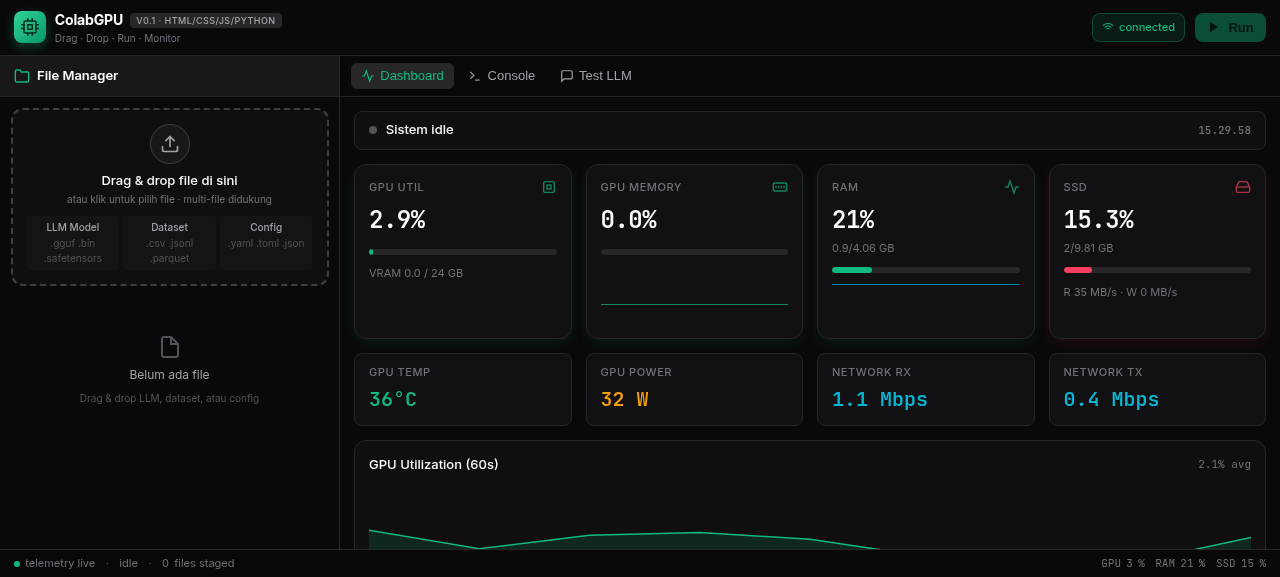 ColabGPU V0.1 · HTML/CSS/JS/PYTHON
Drag · Drop · Run · Monitor
connected
Run
File Manager
Dashboard
Console
Test LLM
Drag & drop file di sini
atau klik untuk pilih file · multi-file didukung
LLM Model
.gguf .bin
.safetensors
Dataset
.csv .jsonl
.parquet
Config
.yaml .toml .json
Belum ada file
Drag & drop LLM, dataset, atau config
Sistem idle
15.29.58
GPU UTIL
2.9%
VRAM 0.0 / 24 GB
GPU MEMORY
0.0%
RAM
21%
0.9/4.06 GB
SSD
15.3%
2/9.81 GB
R 35 MB/s · W 0 MB/s
GPU TEMP
36°C
GPU POWER
32 W
NETWORK RX
1.1 Mbps
NETWORK TX
0.4 Mbps
GPU Utilization (60s)
2.1% avg
telemetry live · idle · 0 files staged
GPU 3 % RAM 21 % SSD 15 %